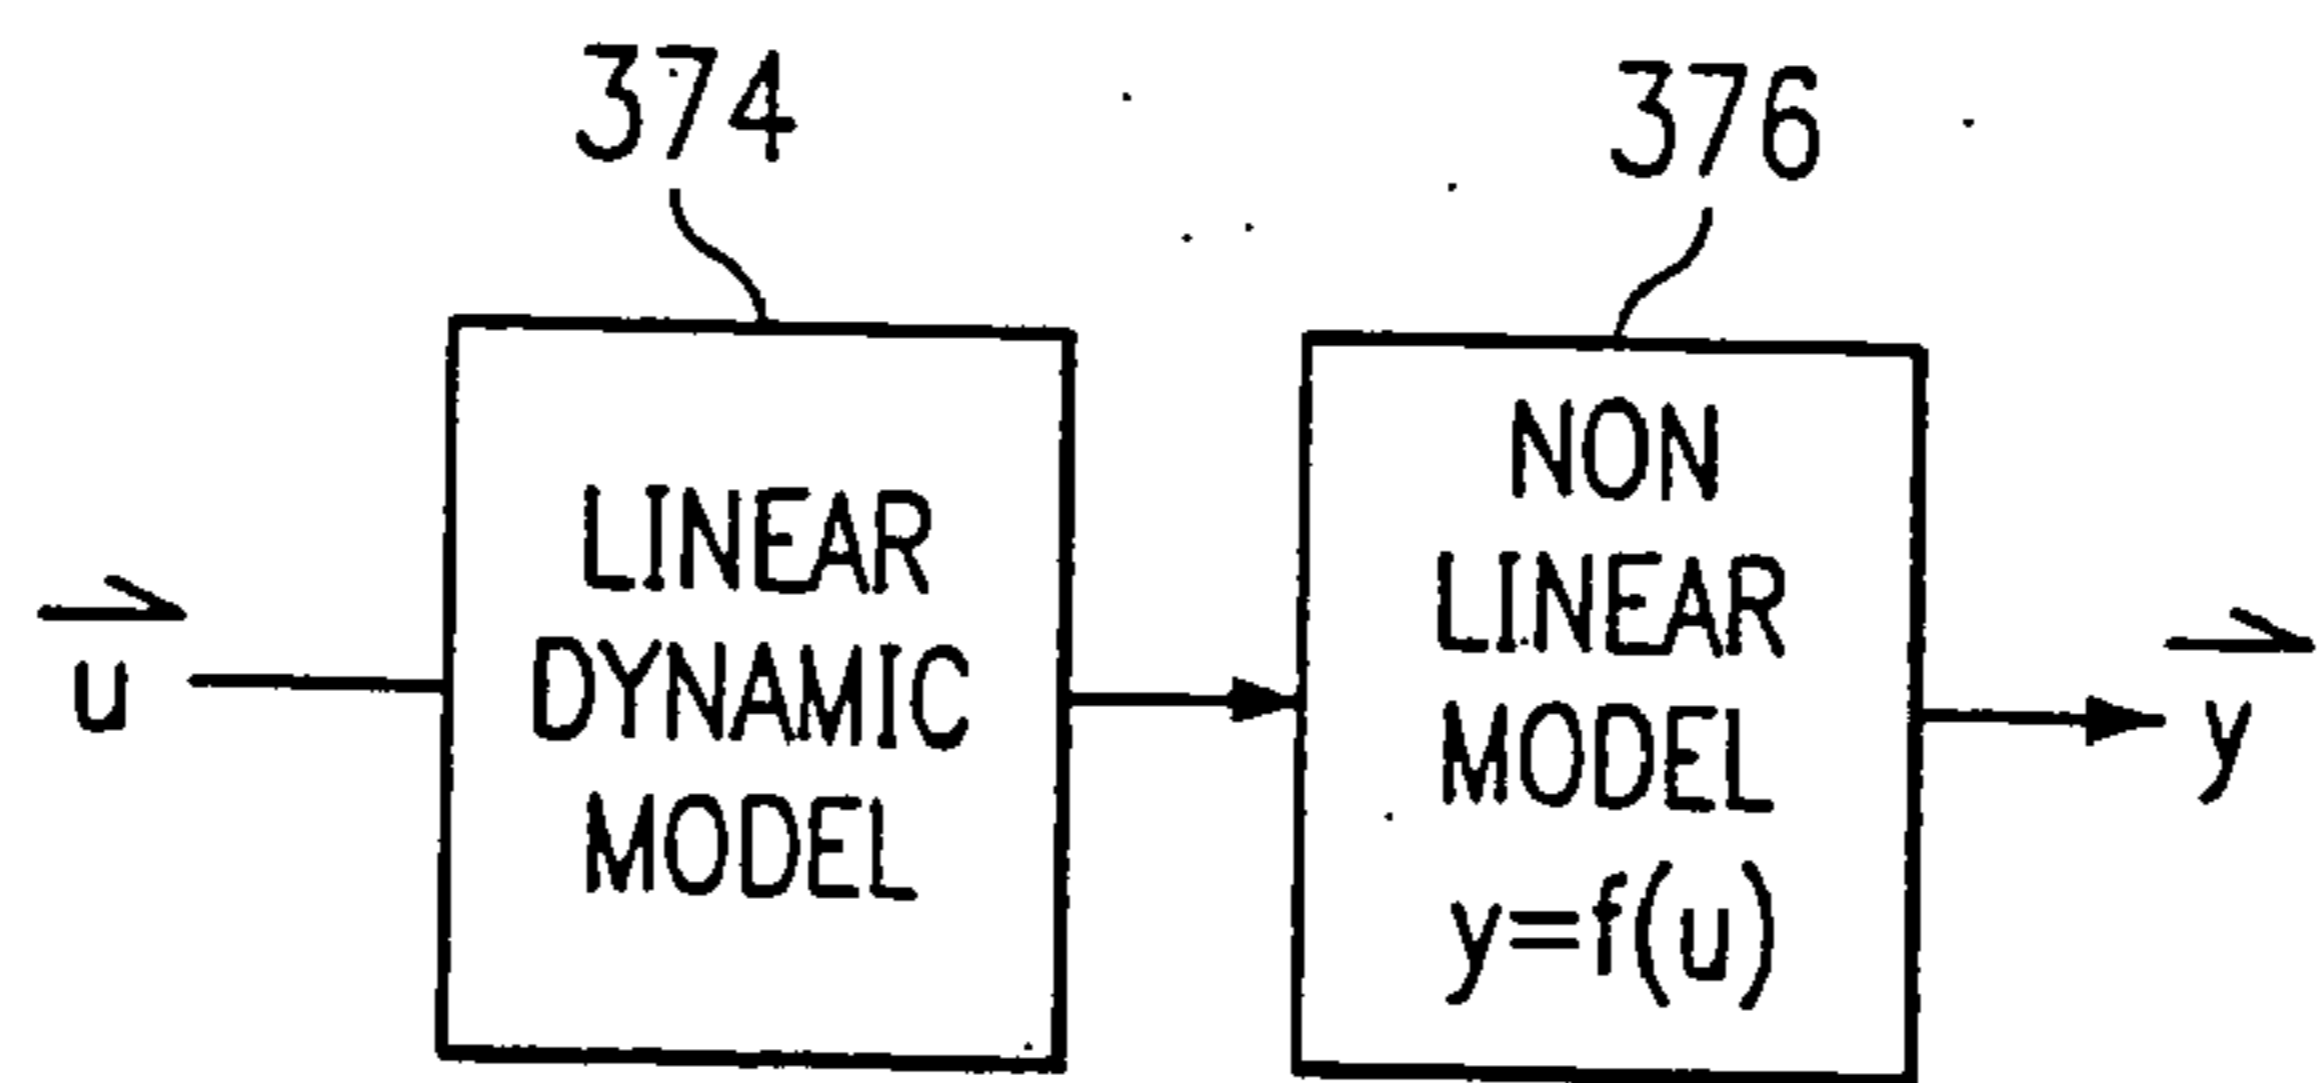 374
376
LINEAR
DYNAMIC
MODEL
NON
LINEAR
MODEL
y=f(u)
u
y